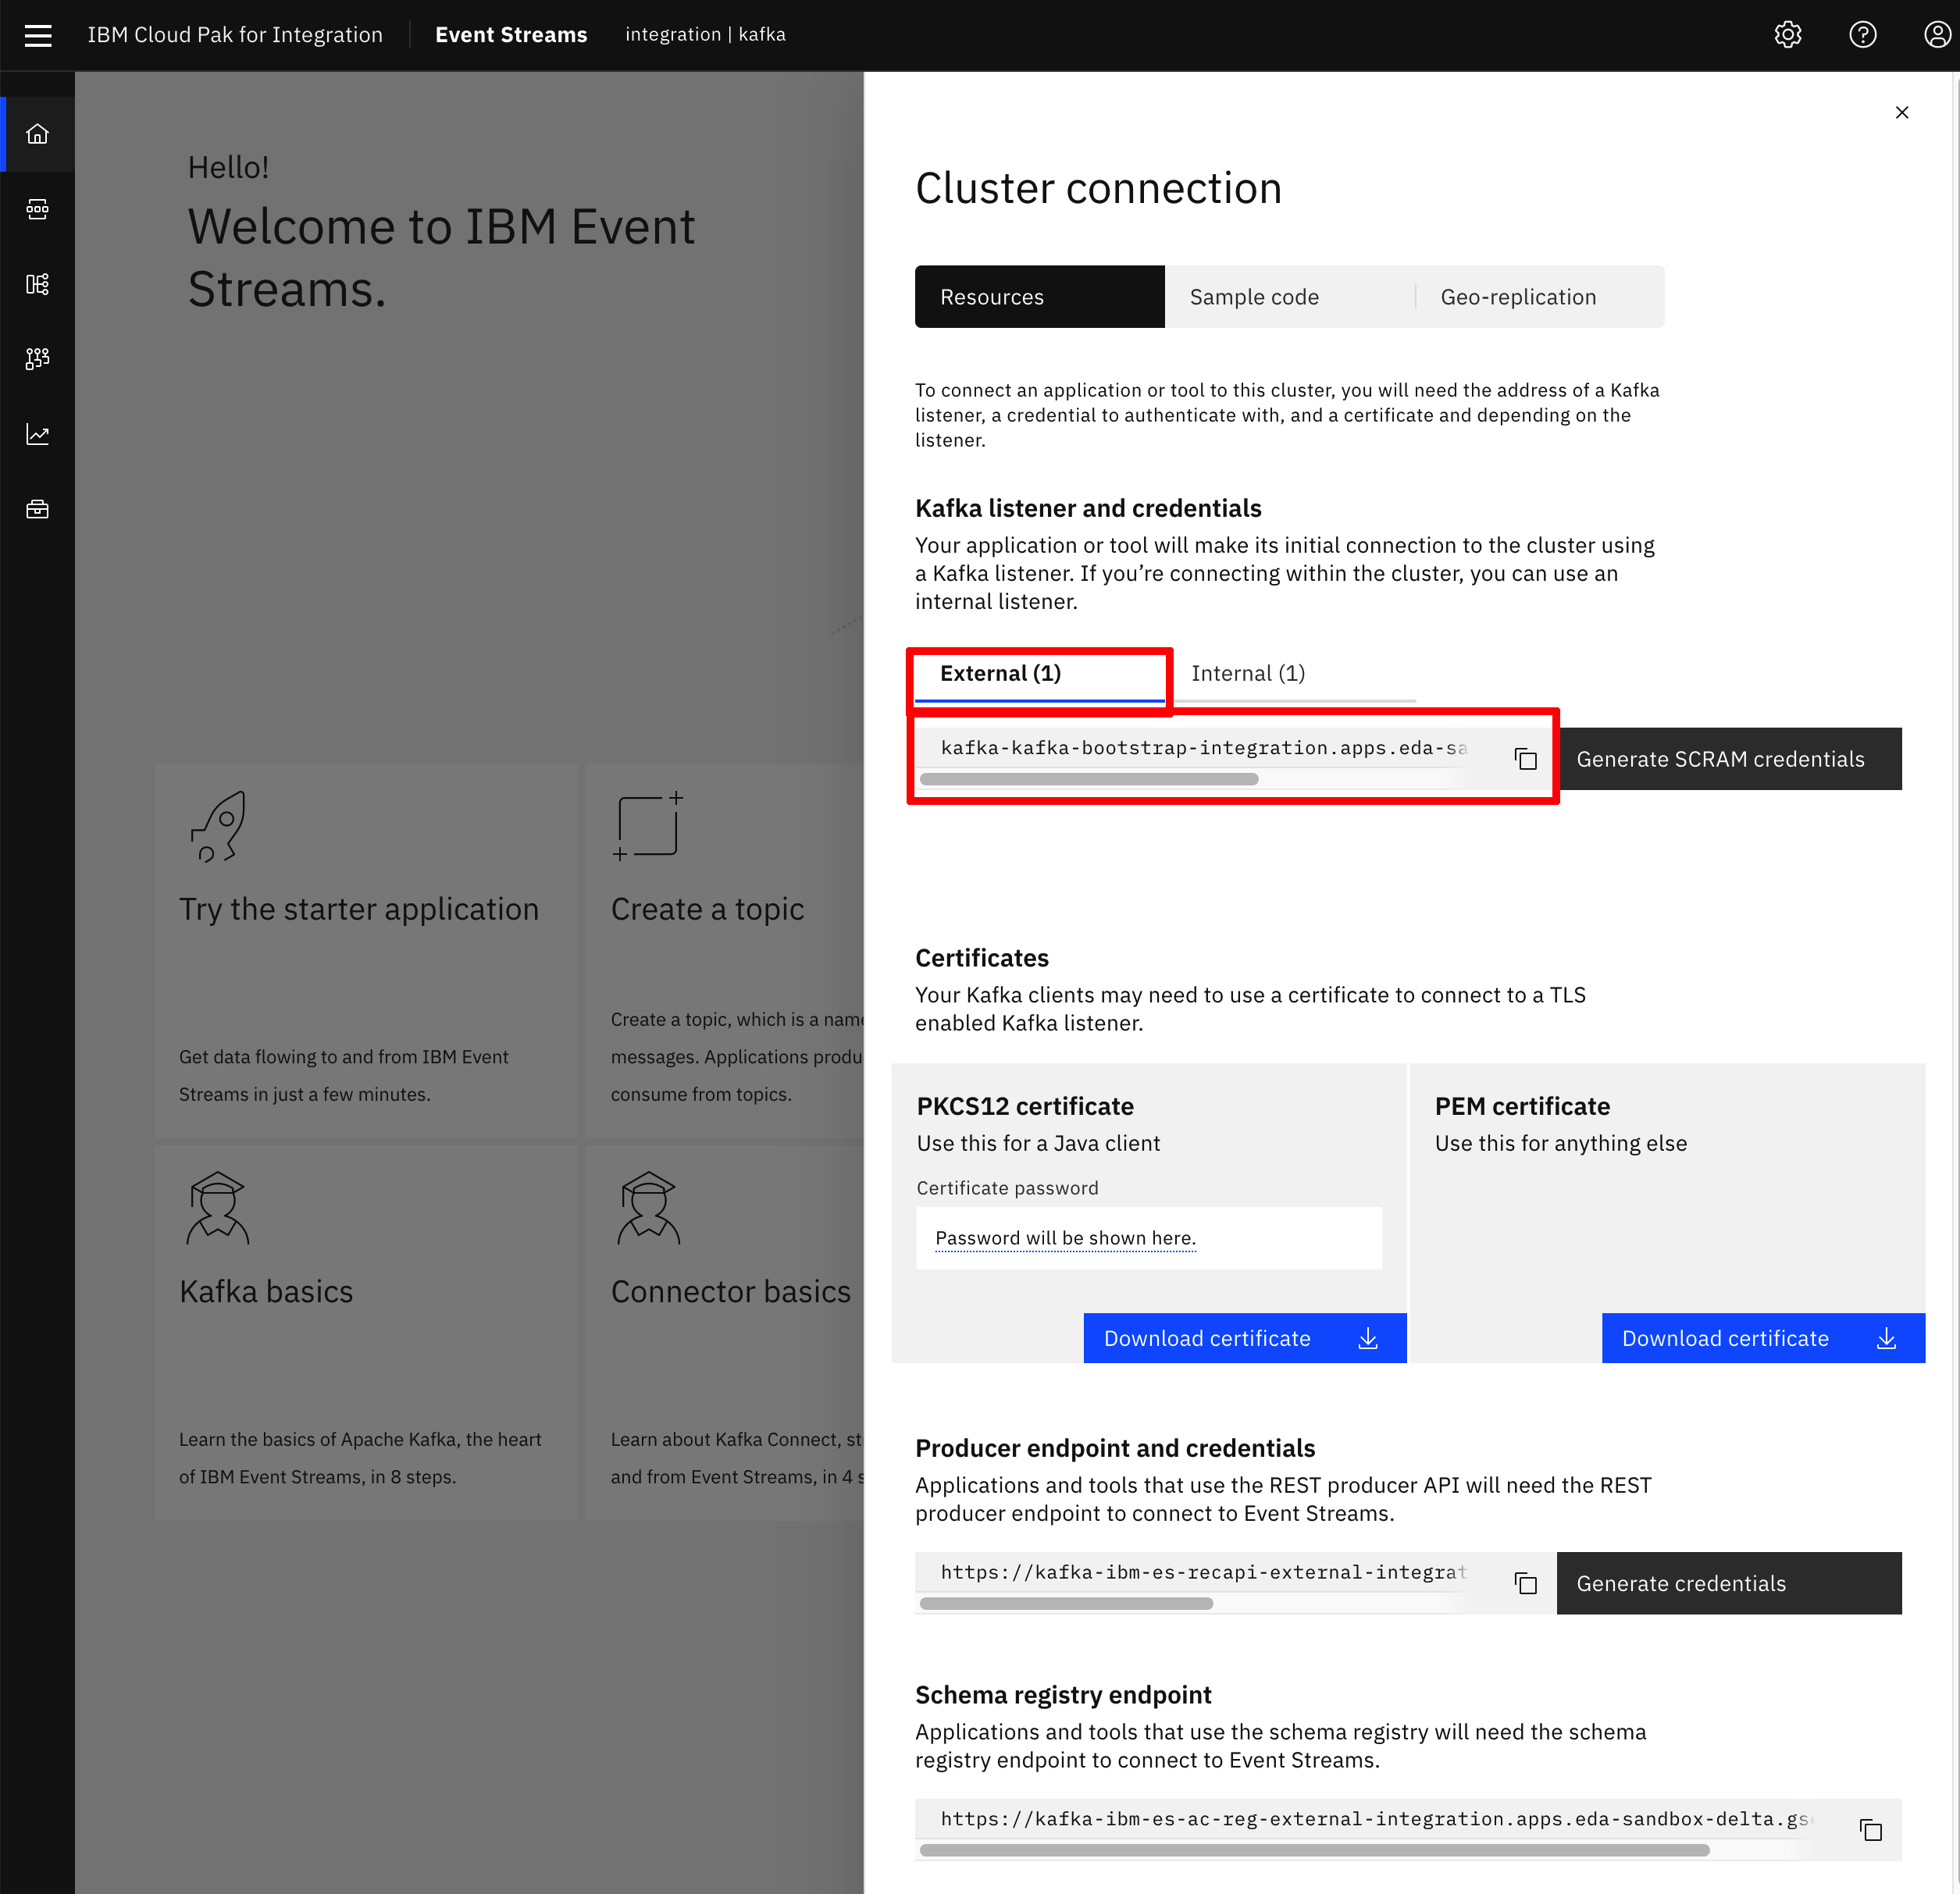 IBM Cloud Pak for Integration
Event Streams
integration | kafka
Hello!
Welcome to IBM Event
Streams.
Try the starter application
Get data flowing to and from IBM Event
Streams in just a few minutes.
Create a topic
Create a topic, which is a name
messages. Applications produ
consume from topics.
Kafka basics
Learn the basics of Apache Kafka, the heart
of IBM Event Streams, in 8 steps.
Connector basics
Learn about Kafka Connect, st
and from Event Streams, in 4 s
Cluster connection
Resources
Sample code
Geo-replication
To connect an application or tool to this cluster, you will need the address of a Kafka
listener, a credential to authenticate with, and a certificate and depending on the
listener.
Kafka listener and credentials
Your application or tool will make its initial connection to the cluster using
a Kafka listener. If you’re connecting within the cluster, you can use an
internal listener.
External (1)
Internal (1)
kafka-kafka-bootstrap-integration.apps.eda-sa
Generate SCRAM credentials
Certificates
Your Kafka clients may need to use a certificate to connect to a TLS
enabled Kafka listener.
PKCS12 certificate
Use this for a Java client
Certificate password
Password will be shown here.
Download certificate
PEM certificate
Use this for anything else
Download certificate
Producer endpoint and credentials
Applications and tools that use the REST producer API will need the REST
producer endpoint to connect to Event Streams.
https://kafka-ibm-es-recapi-external-integrat
Generate credentials
Schema registry endpoint
Applications and tools that use the schema registry will need the schema
registry endpoint to connect to Event Streams.
https://kafka-ibm-es-ac-reg-external-integration.apps.eda-sandbox-delta.gs